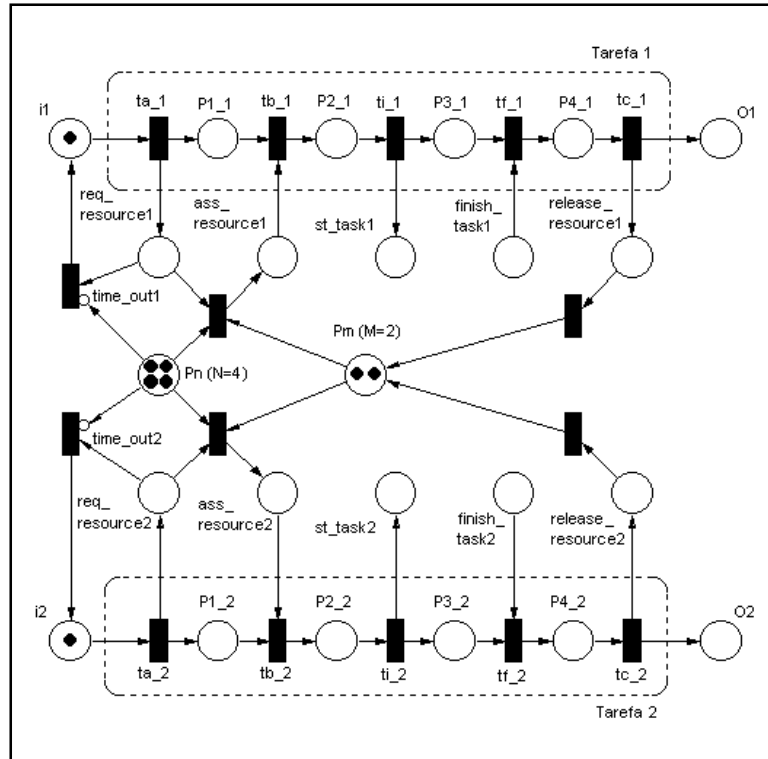 Tarefa 1
i1
ta_1
P1_1
tb_1
P2_1
ti_1
P3_1
tf_1
P4_1
tc_1
O1
req_
resource1
ass_
resource1
st_task1
finish_
task1
release_
resource1
time_out1
Pm (M=2)
Pn (N=4)
time_out2
req_
resource2
ass_
resource2
st_task2
finish_
task2
release_
resource2
i2
P1_2
P2_2
P3_2
P4_2
O2
ta_2
tb_2
ti_2
tf_2
tc_2
Tarefa 2